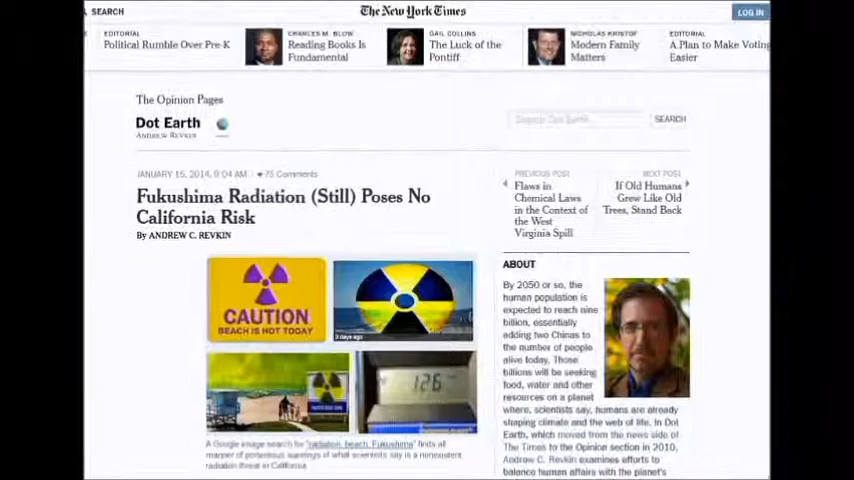 SEARCH
The New York Times
LOG IN
EDITORIAL
Political Rumble Over Pre-K
CHARLES M. BLOW
Reading Books Is
Fundamental
GAIL COLLINS
The Luck of the
Pontiff
NICHOLAS KRISTOF
Modern Family
Matters
EDITORIAL
A Plan to Make Voting
Easier
The Opinion Pages
Dot Earth
ANDREW REVKIN
Search Dot Earth
SEARCH
JANUARY 15, 2014, 9:04 AM
75 Comments
Fukushima Radiation (Still) Poses No
California Risk
By ANDREW C. REVKIN
CAUTION
BEACH IS HOT TODAY
3 days ago
126
A Google image search for "radiation, beach, Fukushima" finds all
manner of portentous warnings of what scientists say is a nonexistent
radiation threat in California
PREVIOUS POST
Flaws in
Chemical Laws
in the Context of
the West
Virginia Spill
NEXT POST
If Old Humans
Grew Like Old
Trees, Stand Back
ABOUT
By 2050 or so, the
human population is
expected to reach nine
billion, essentially
adding two Chinas to
the number of people
alive today. Those
billions will be seeking
food, water and other
resources on a planet
where, scientists say, humans are already
shaping climate and the web of life. In Dot
Earth, which moved from the news side of
The Times to the Opinion section in 2010,
Andrew C. Revkin examines efforts to
balance human affairs with the planet's